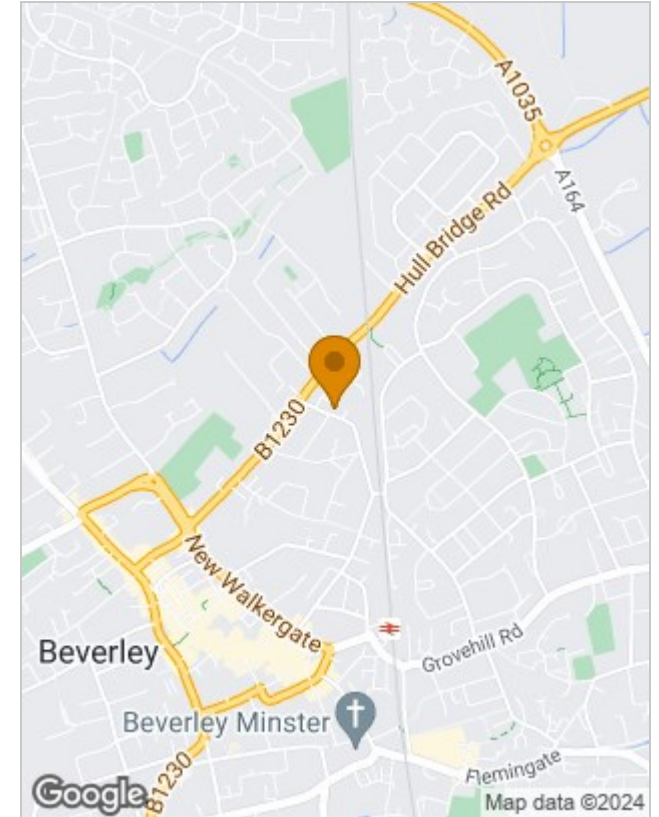 A1035
A164
Hull Bridge Rd
B1230
New Walkergate
Beverley
Grovehill Rd
Beverley Minster
Flemingate
B1230
Google
Map data ©2024